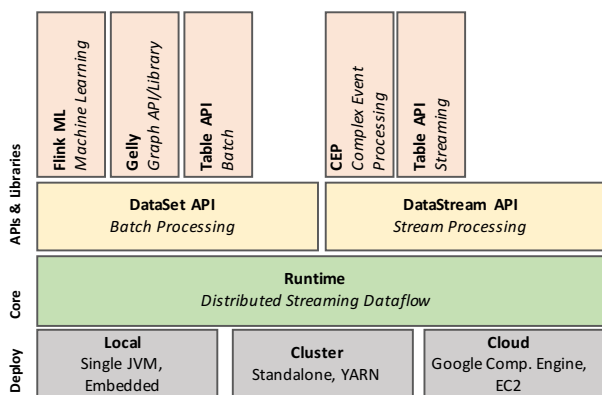 Flink ML
Machine Learning
Gelly
Graph API/Library
Table API
Batch
CEP
Complex Event
Processing
Table API
Streaming
APIs & Libraries
DataSet API
Batch Processing
DataStream API
Stream Processing
Core
Runtime
Distributed Streaming Dataflow
Deploy
Local
Single JVM,
Embedded
Cluster
Standalone, YARN
Cloud
Google Comp. Engine,
EC2